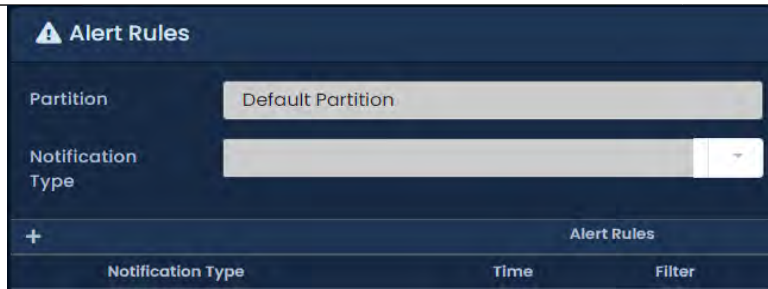 Alert Rules
Partition Default Partition
Notification
Type
+ Alert Rules
Notification Type Time Filter